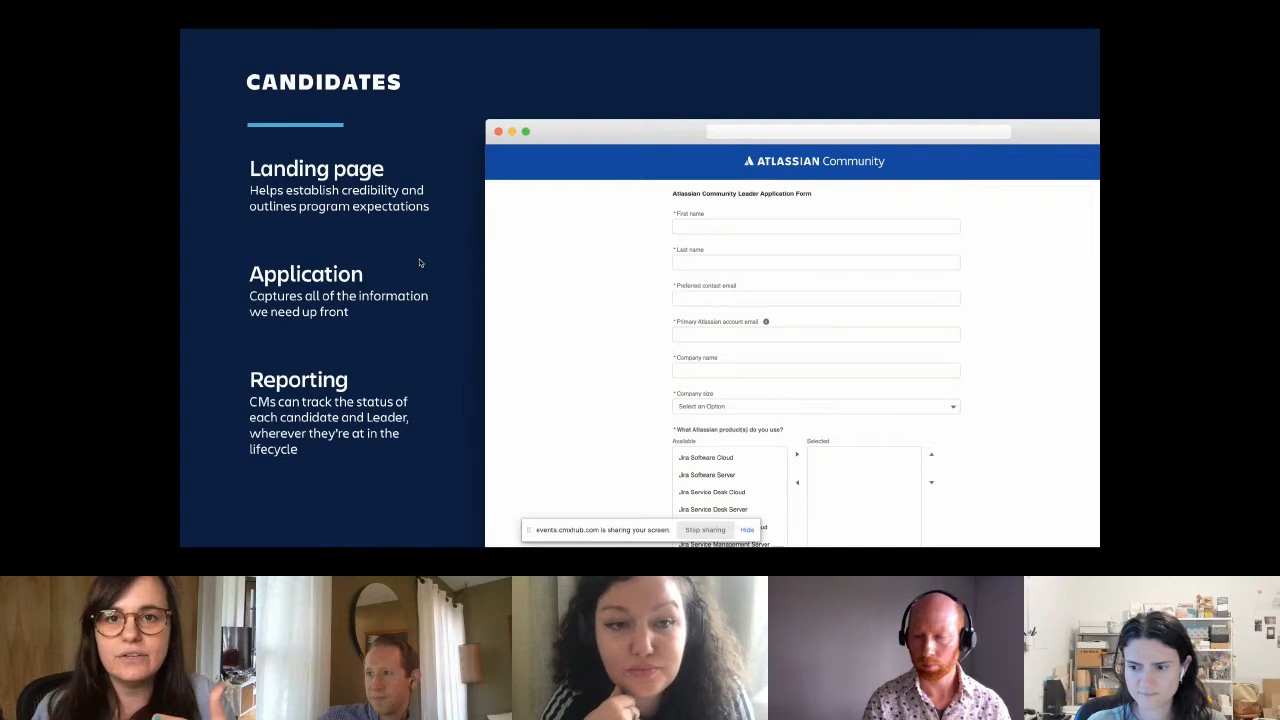 CANDIDATES
Landing page
Helps establish credibility and
outlines program expectations
Application
Captures all of the information
we need up front
Reporting
CMs can track the status of
each candidate and Leader,
wherever they're at in the
lifecycle
ATLASSIAN Community
Atlassian Community Leader Application Form
* First name
* Last name
* Preferred contact email
* Primary Atlassian account email
* Company name
* Company size
Select an Option
* What Atlassian product(s) do you use?
Available
Selected
Jira Software Cloud
Jira Software Server
Jira Service Desk Cloud
Jira Service Desk Server
events.cmxhub.com is sharing your screen.
Stop sharing
Hide
Jira Service Management Server